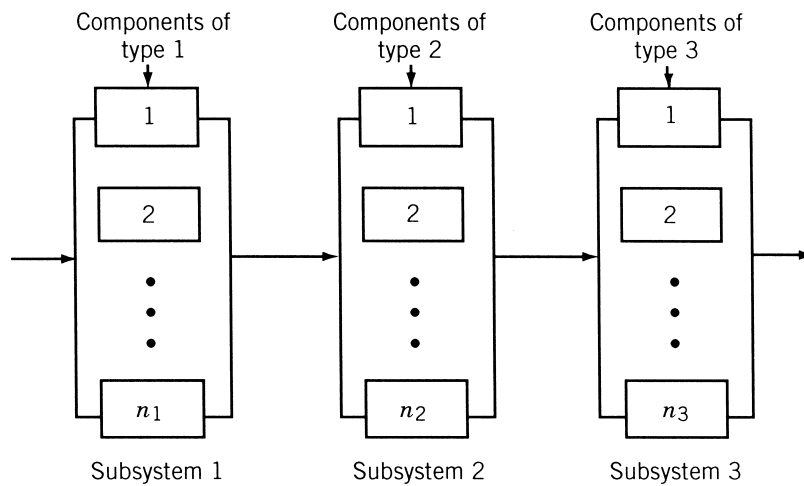 Components of
type 1
Components of
type 2
Components of
type 3
1
1
1
2
2
2
n1
n2
n3
Subsystem 1
Subsystem 2
Subsystem 3